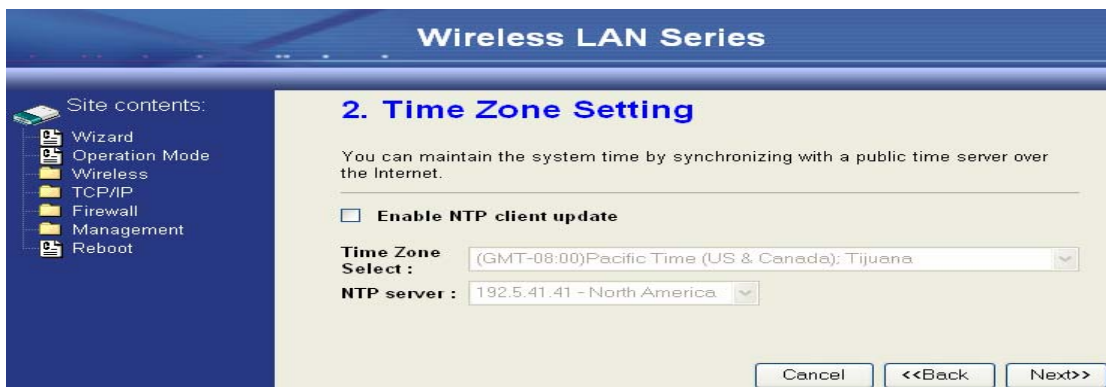 Wireless LAN Series
Site contents:
Wizard
Operation Mode
Wireless
TCP/IP
Firewall
Management
Reboot
2. Time Zone Setting
You can maintain the system time by synchronizing with a public time server over
the Internet.
Enable NTP client update
Time Zone
Select :
(GMT-08:00)Pacific Time (US & Canada); Tijuana
NTP server :
192.5.41.41 - North America
Cancel
<<Back
Next>>